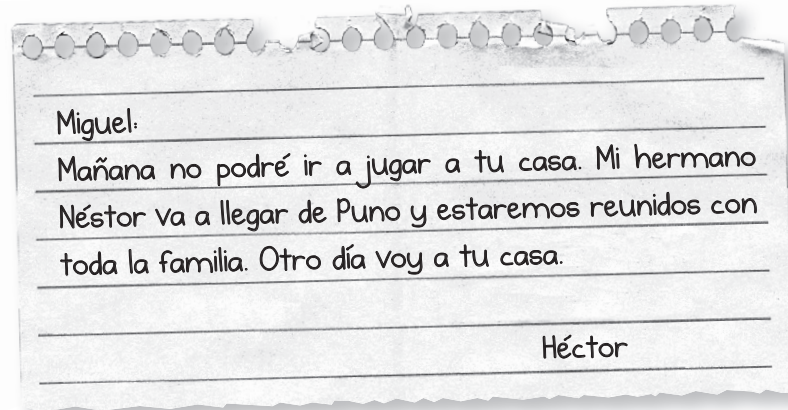 Miguel:
Mañana no podré ir a jugar a tu casa. Mi hermano
Néstor va a llegar de Puno y estaremos reunidos con
toda la familia. Otro día voy a tu casa.
Héctor